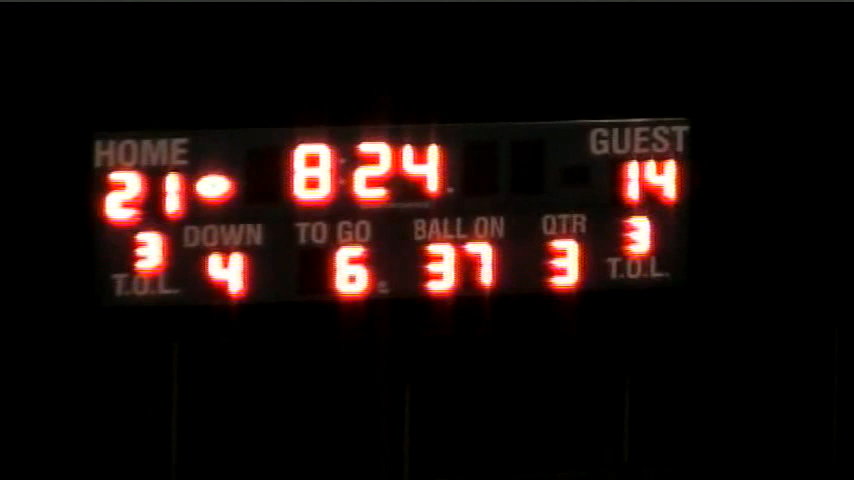 HOME 8:24 GUEST
21 14
DOWN TO GO BALL ON QTR
3 4 6 37 3 3
T.O.L. T.O.L.